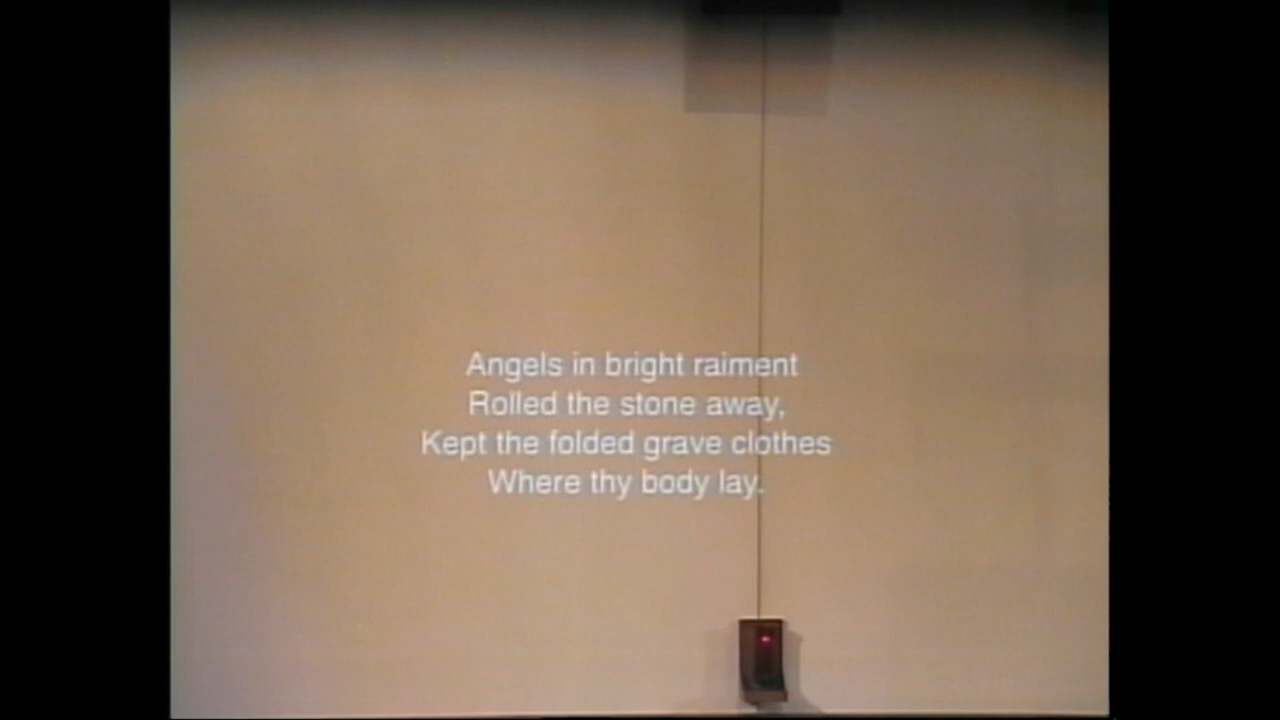 Angels in bright raiment
Rolled the stone away,
Kept the folded grave clothes
Where thy body lay.